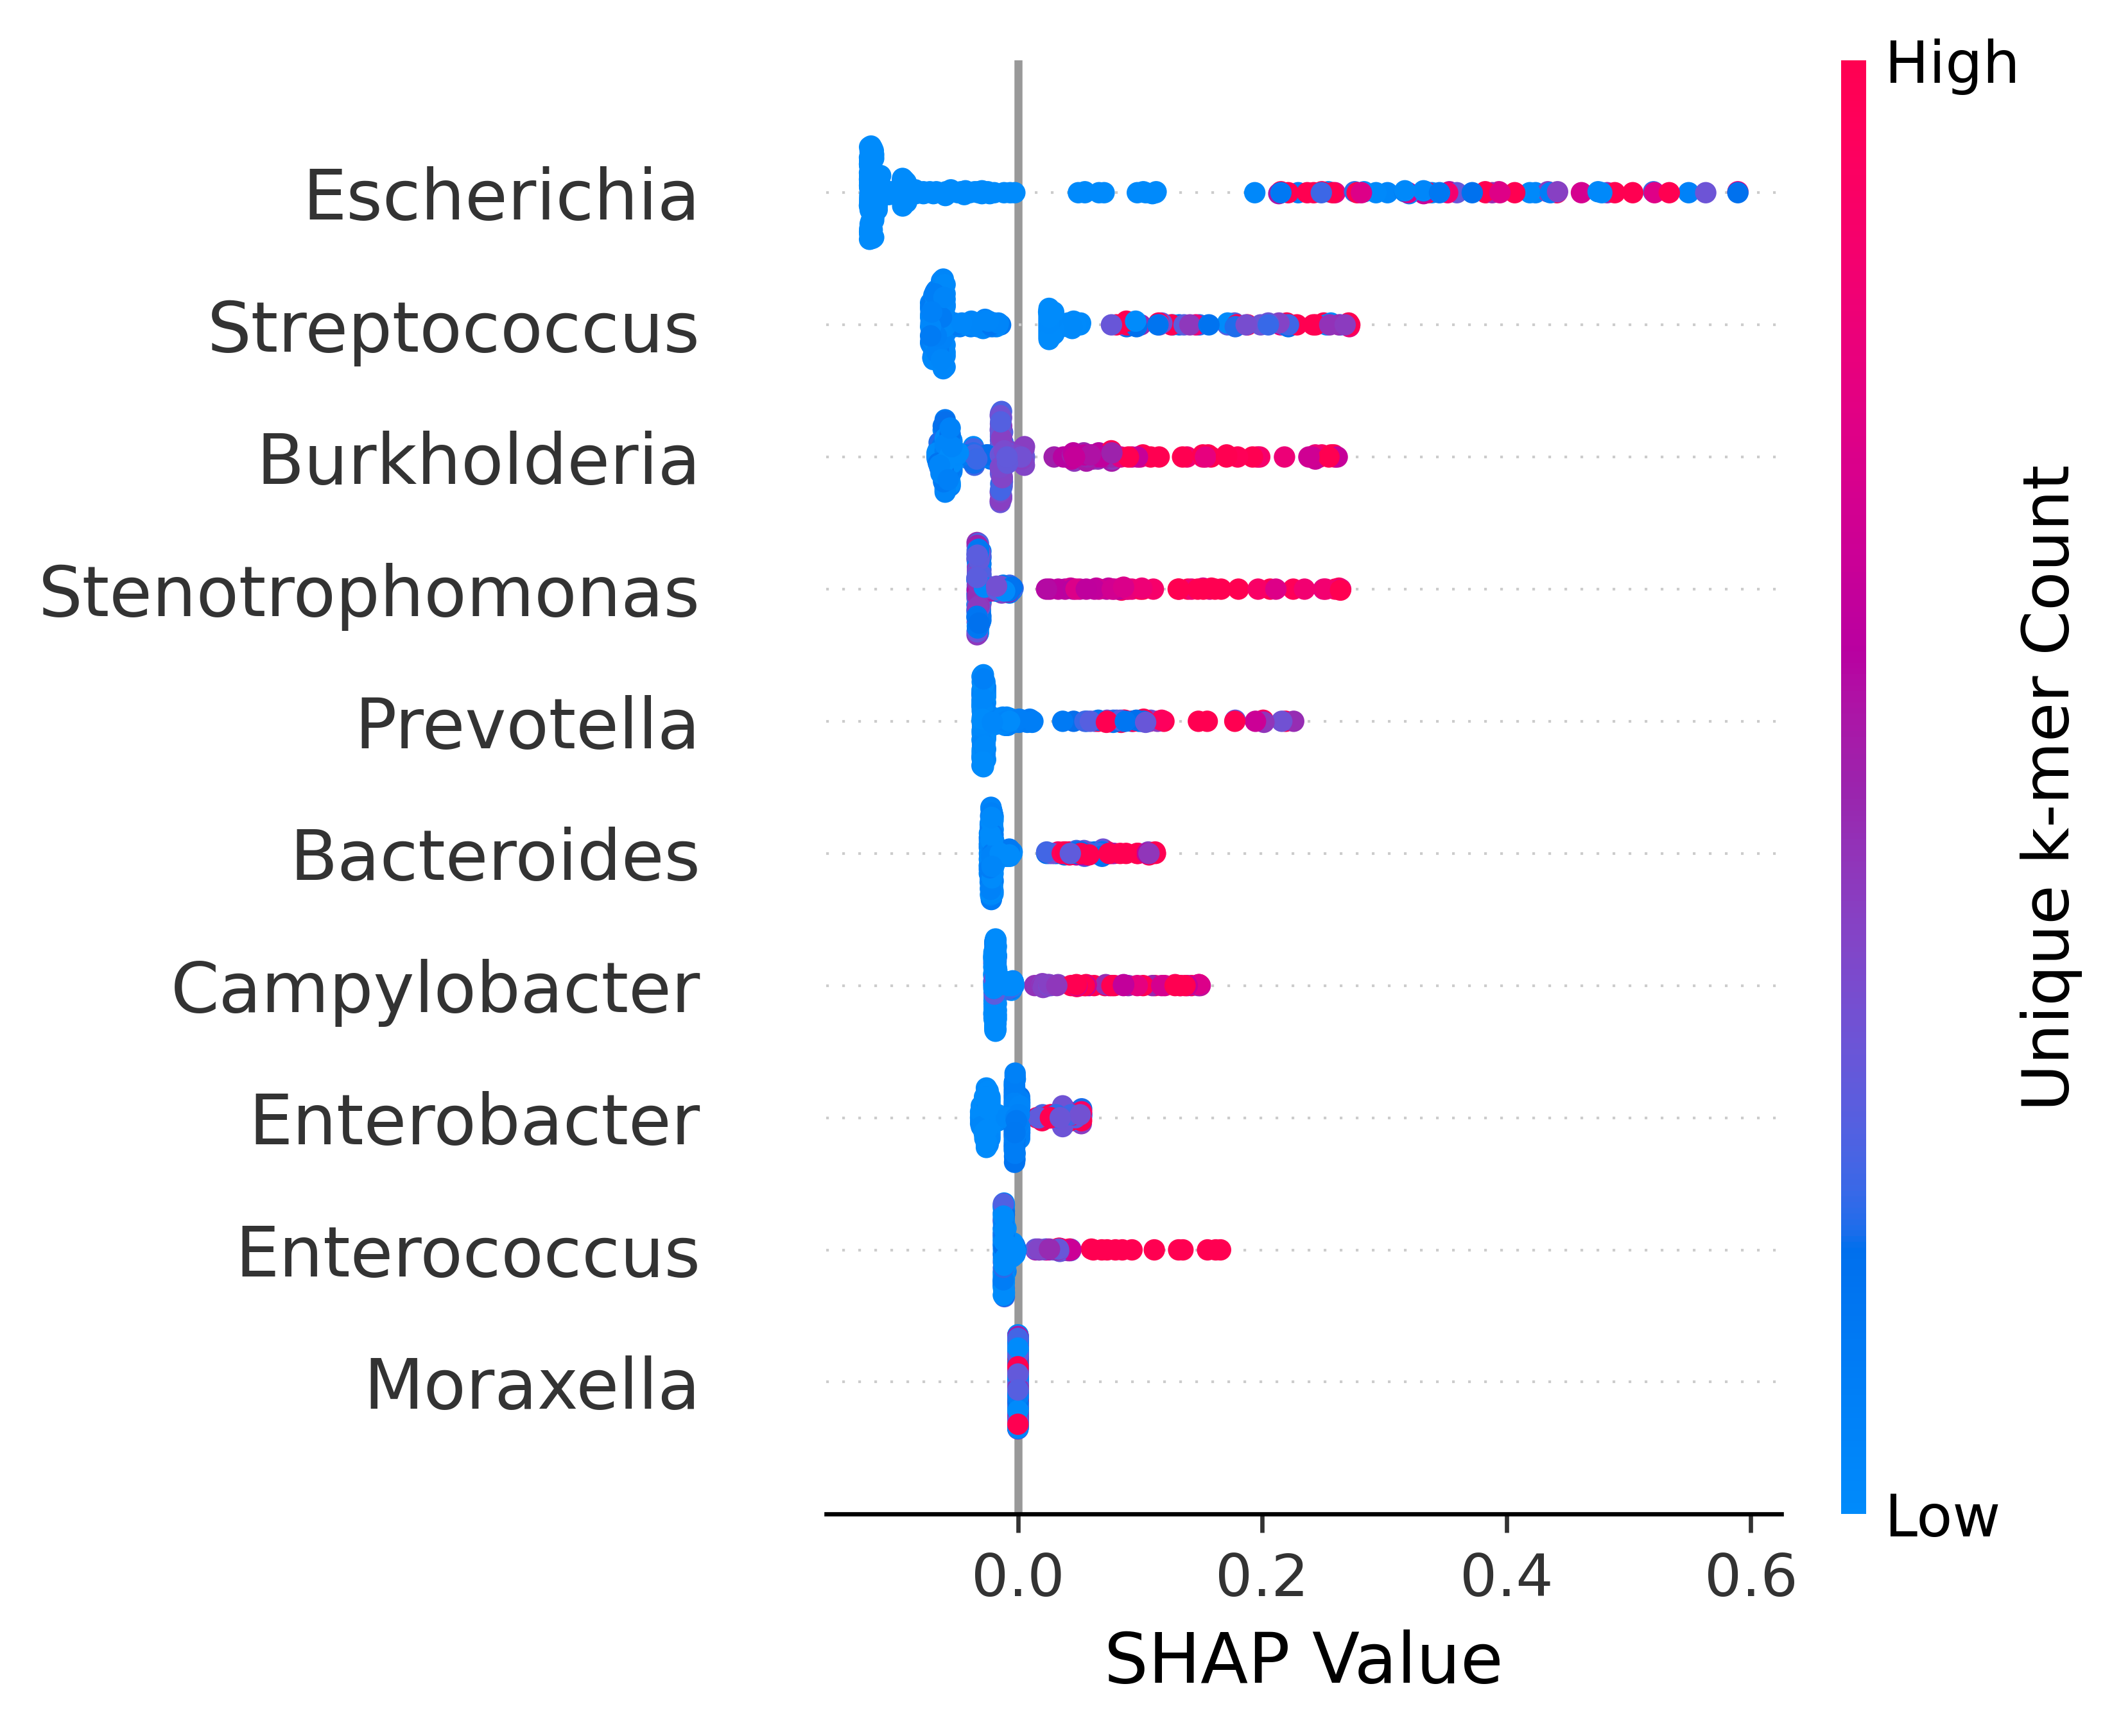 High
Escherichia
Streptococcus
Burkholderia
Stenotrophomonas
Prevotella
Bacteroides
Campylobacter
Enterobacter
Enterococcus
Moraxella
Unique k-mer Count
Low
0.0 0.2 0.4 0.6
SHAP Value